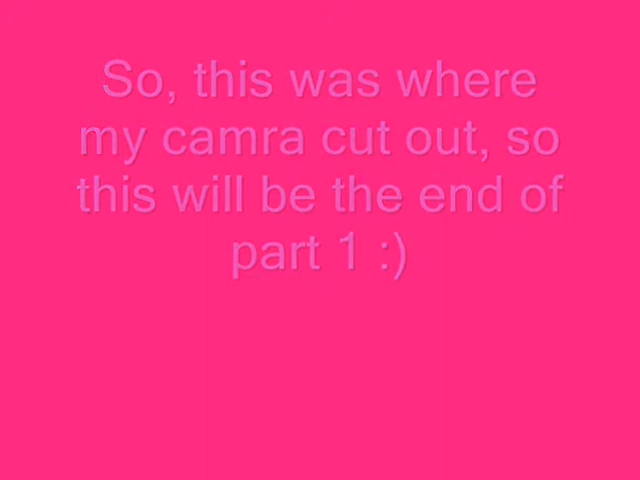 So, this was where
my camra cut out, so
this will be the end of
part 1 :)